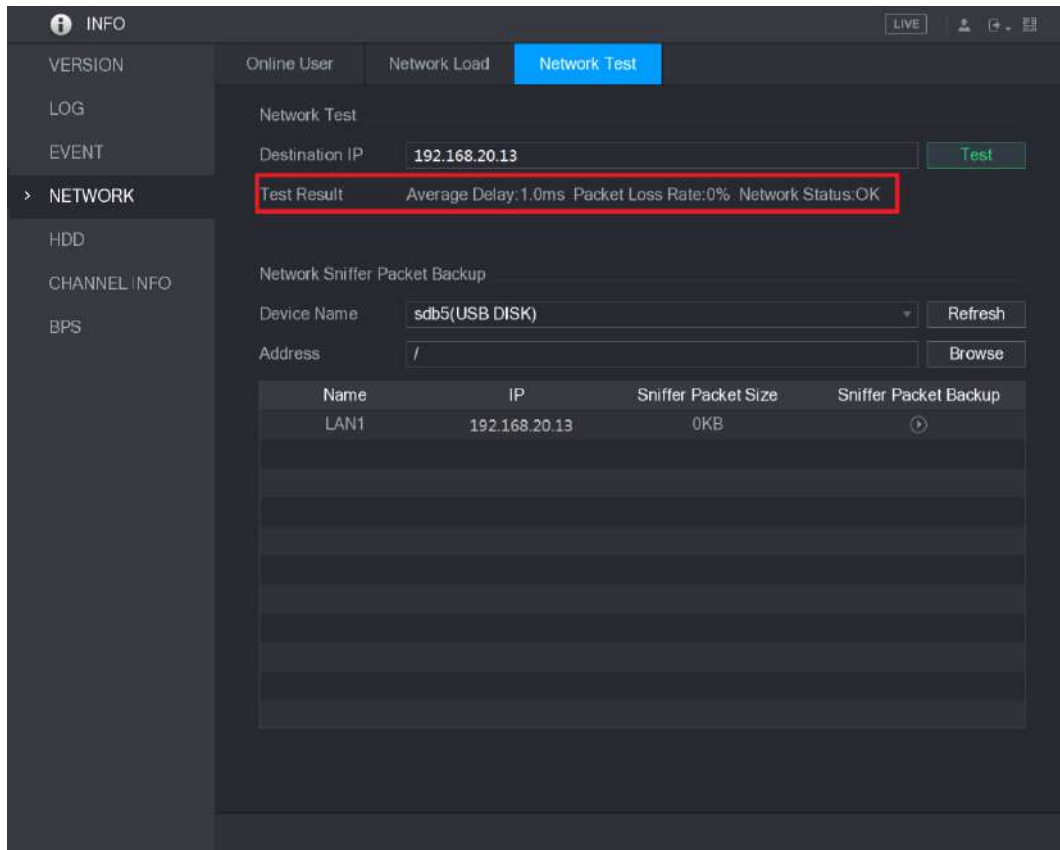 INFO
LIVE
VERSION
LOG
EVENT
NETWORK
HDD
CHANNEL INFO
BPS
Online User Network Load Network Test
Network Test
Destination IP 192.168.20.13 Test
Test Result Average Delay:1.0ms Packet Loss Rate:0% Network Status:OK
Network Sniffer Packet Backup
Device Name sdb5(USB DISK) Refresh
Address / Browse
Name IP Sniffer Packet Size Sniffer Packet Backup
LAN1 192.168.20.13 0KB